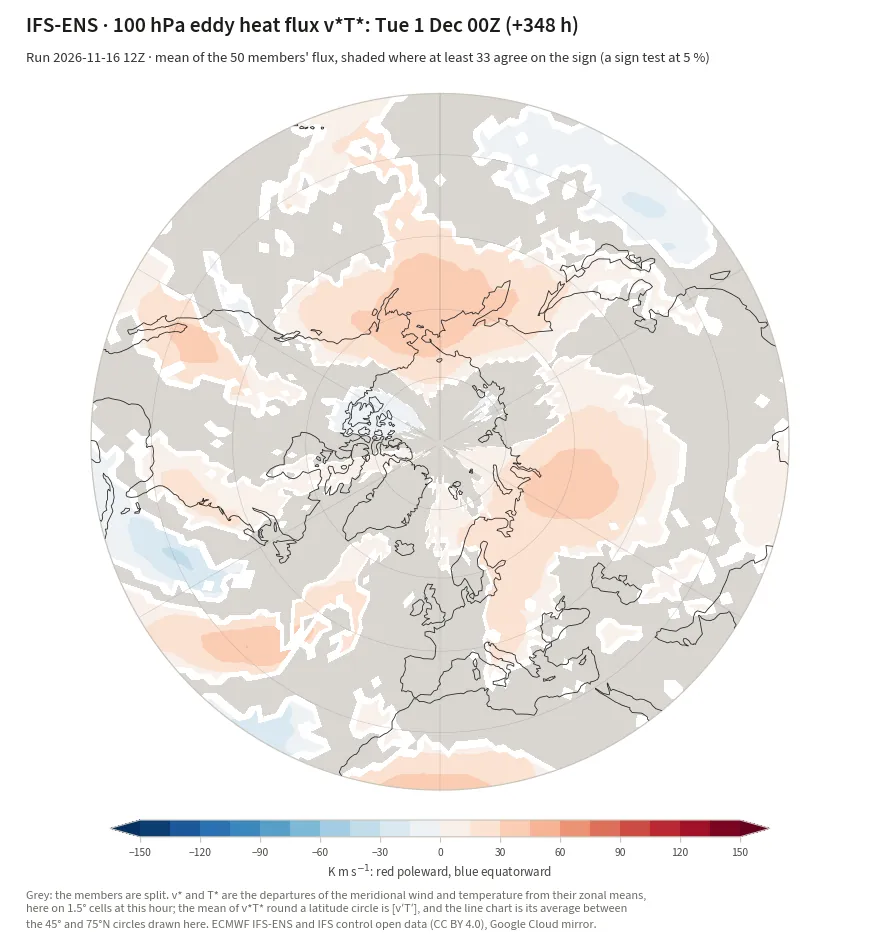 IFS-ENS · 100 hPa eddy heat flux v*T*: Tue 1 Dec 00Z (+348 h)
Run 2026-11-16 12Z · mean of the 50 members' flux, shaded where at least 33 agree on the sign (a sign test at 5 %)
−150 −120 −90 −60 −30 0 30 60 90 120 150
K m s⁻¹: red poleward, blue equatorward
Grey: the members are split. v* and T* are the departures of the meridional wind and temperature from their zonal means,
here on 1.5° cells at this hour; the mean of v*T* round a latitude circle is [v′T′], and the line chart is its average between
the 45° and 75°N circles drawn here. ECMWF IFS-ENS and IFS control open data (CC BY 4.0), Google Cloud mirror.